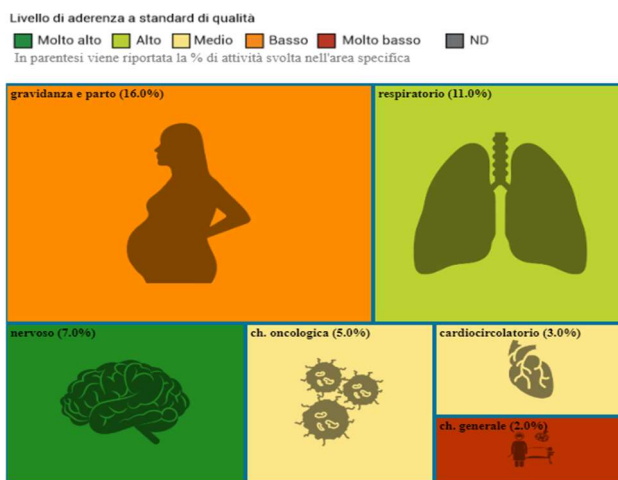 Livello di aderenza a standard di qualità
Molto alto Alto Medio Basso Molto basso ND
In parentesi viene riportata la % di attività svolta nell'area specifica
gravidanza e parto (16.0%) respiratorio (11.0%)
nervoso (7.0%) ch. oncologica (5.0%) cardiocircolatorio (3.0%)
ch. generale (2.0%)